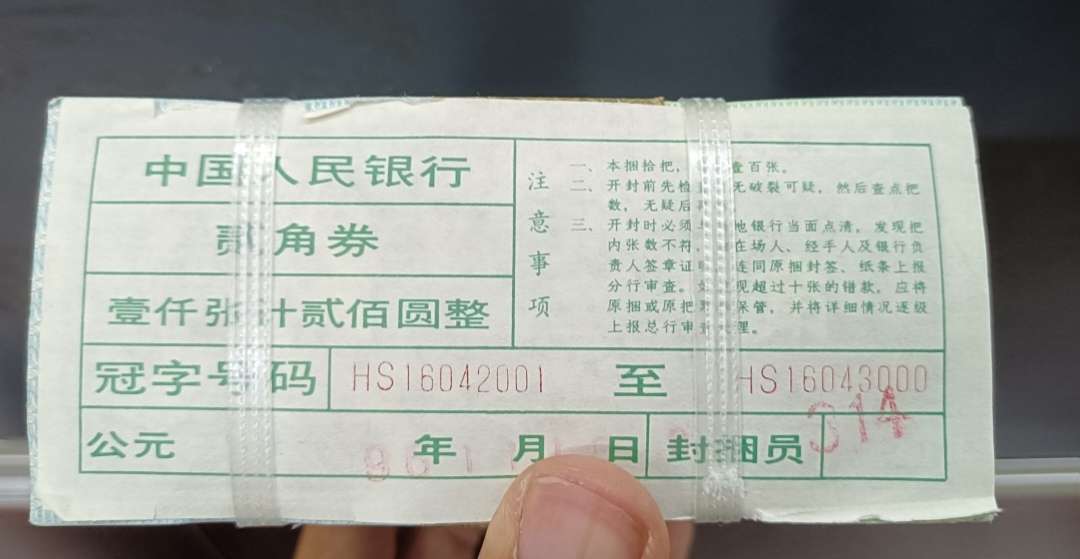 中国人民银行
贰角券
壹仟张计贰佰圆整
注意事项
一、本捆拾把，查百张。
二、开封前先检无破裂可疑，然后查点把
数，无疑后
三、开封时必须地银行当面点清，发现把
内张数不符在场人、经手人及银行负
责人签章证连同原捆封签、纸条上报
分行审查。现超过十张的错款，应将
原捆或原把保管，并将详细情况逐级
上报总行审查理。
冠字号码 HS16042001 至 HS16043000
公元 年 月 日 封捆员 314